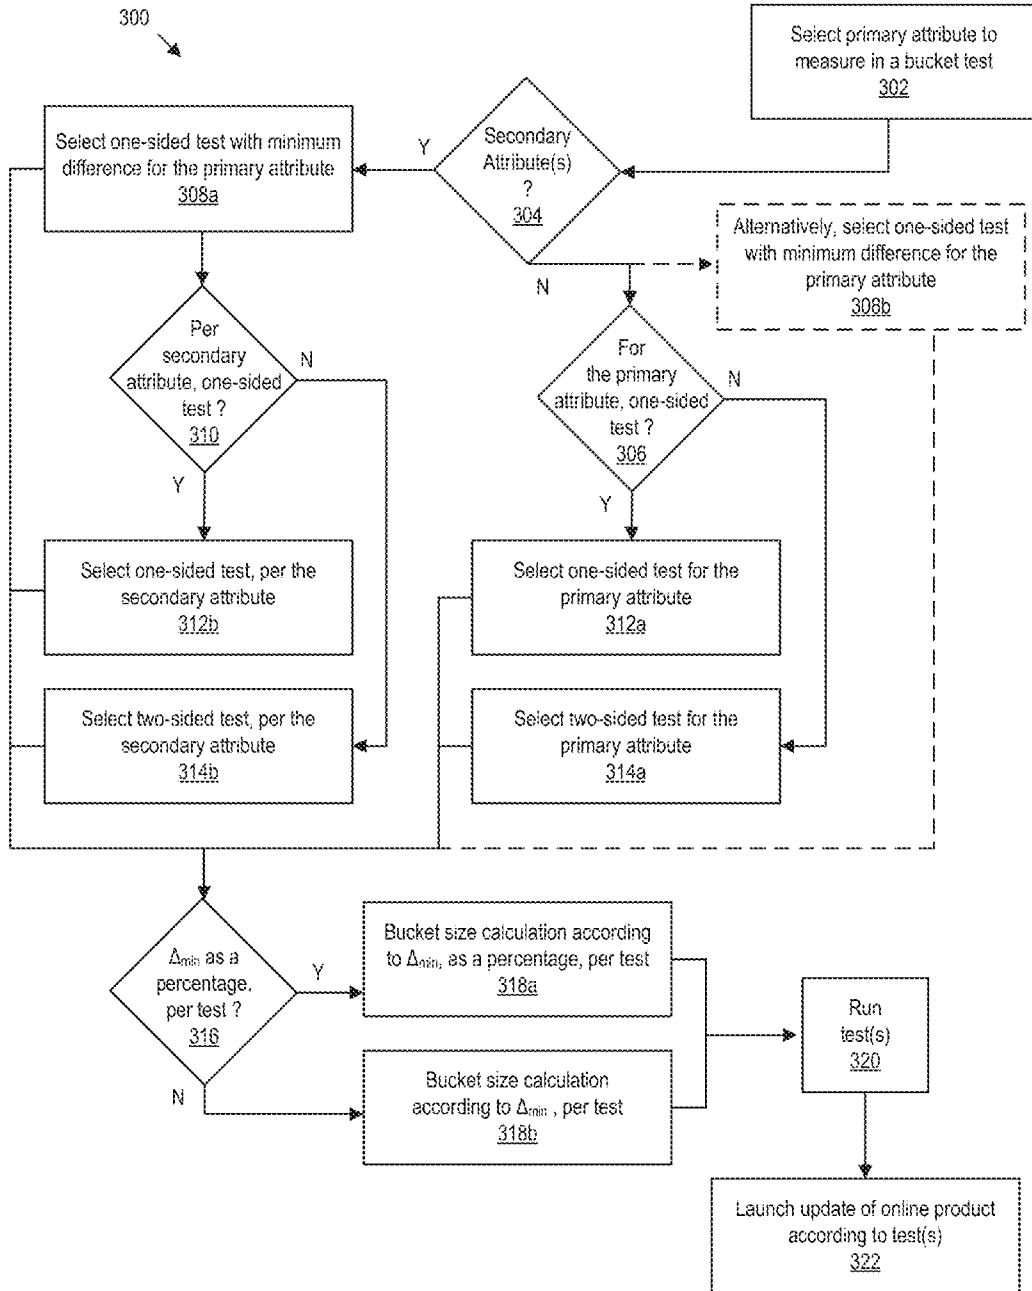 300
Select primary attribute to
measure in a bucket test
302
Select one-sided test with minimum
difference for the primary attribute
308a
Y
Secondary
Attribute(s)
?
304
N
Alternatively, select one-sided test
with minimum difference for the
primary attribute
308b
Per
secondary
attribute, one-sided
test ?
310
N
Y
For
the primary
attribute, one-sided
test ?
306
N
Y
Select one-sided test, per the
secondary attribute
312b
Select one-sided test for the
primary attribute
312a
Select two-sided test, per the
secondary attribute
314b
Select two-sided test for the
primary attribute
314a
Δmin as a
percentage,
per test ?
316
Y
N
Bucket size calculation according
to Δmin, as a percentage, per test
318a
Bucket size calculation
according to Δmin , per test
318b
Run
test(s)
320
Launch update of online product
according to test(s)
322